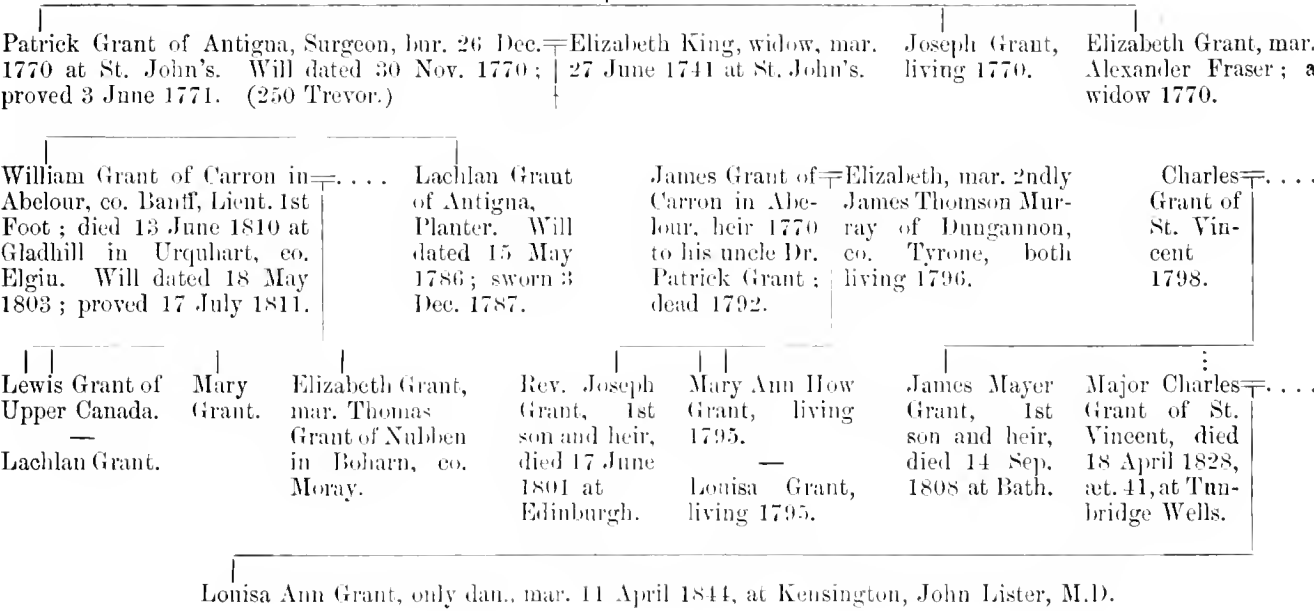 Patrick Grant of Antigua, Surgeon, bur. 26 Dec.
1770 at St. John's. Will dated 30 Nov. 1770;
proved 3 June 1771. (250 Trevor.)
Elizabeth King, widow, mar.
27 June 1741 at St. John's.
Joseph Grant,
living 1770.
Elizabeth Grant, mar.
Alexander Fraser; a
widow 1770.
William Grant of Carron in
Abelour, co. Banff, Lieut. 1st
Foot; died 13 June 1810 at
Gladhill in Urquhart, co.
Elgin. Will dated 18 May
1803; proved 17 July 1811.
....
Lachlan Grant
of Antigua,
Planter. Will
dated 15 May
1786; sworn 3
Dec. 1787.
James Grant of
Carron in Abe-
lour, heir 1770
to his uncle Dr.
Patrick Grant;
dead 1792.
Elizabeth, mar. 2ndly
James Thomson Mur-
ray of Dungannon,
co. Tyrone, both
living 1796.
Charles
Grant of
St. Vin-
cent
1798.
....
Lewis Grant of
Upper Canada.
—
Lachlan Grant.
Mary
Grant.
Elizabeth Grant,
mar. Thomas
Grant of Nubben
in Boharn, co.
Moray.
Rev. Joseph
Grant, 1st
son and heir,
died 17 June
1801 at
Edinburgh.
Mary Ann How
Grant, living
1795.
—
Louisa Grant,
living 1795.
James Mayer
Grant, 1st
son and heir,
died 14 Sep.
1808 at Bath.
Major Charles
Grant of St.
Vincent, died
18 April 1828,
æt. 41, at Tun-
bridge Wells.
....
Louisa Ann Grant, only dau., mar. 11 April 1844, at Kensington, John Lister, M.D.